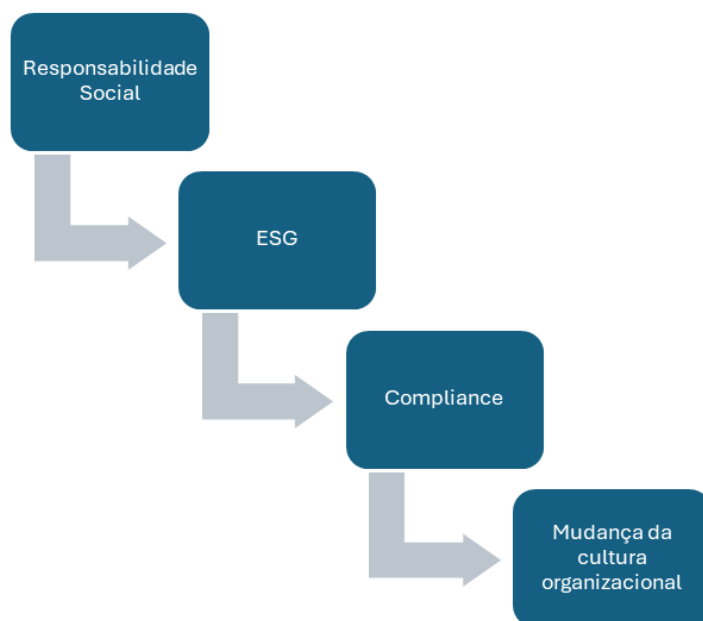 Responsabilidade
Social
ESG
Compliance
Mudança da
cultura
organizacional